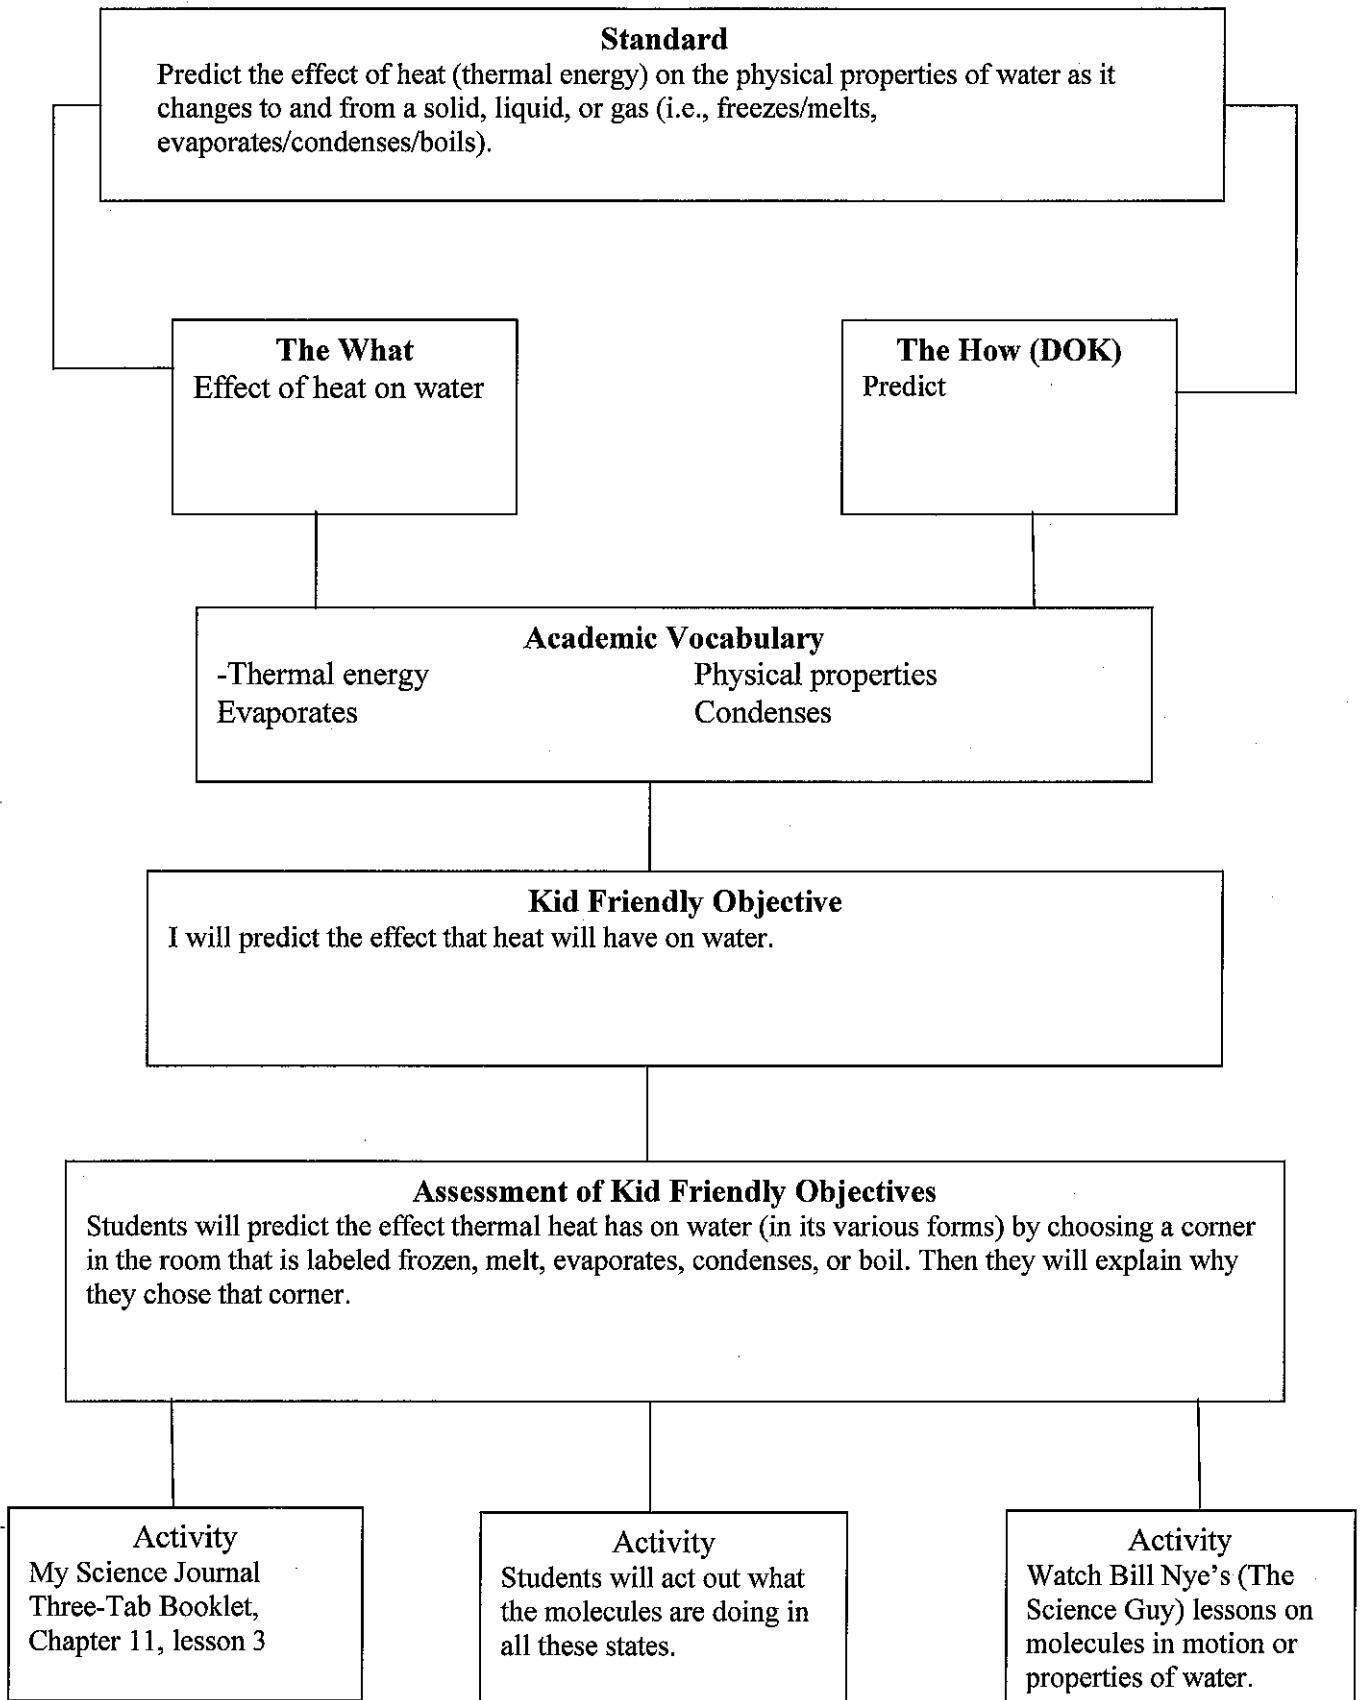 Standard
Predict the effect of heat (thermal energy) on the physical properties of water as it
changes to and from a solid, liquid, or gas (i.e., freezes/melts,
evaporates/condenses/boils).
The What
Effect of heat on water
The How (DOK)
Predict
Academic Vocabulary
-Thermal energy Physical properties
Evaporates Condenses
Kid Friendly Objective
I will predict the effect that heat will have on water.
Assessment of Kid Friendly Objectives
Students will predict the effect thermal heat has on water (in its various forms) by choosing a corner
in the room that is labeled frozen, melt, evaporates, condenses, or boil. Then they will explain why
they chose that corner.
Activity
My Science Journal
Three-Tab Booklet,
Chapter 11, lesson 3
Activity
Students will act out what
the molecules are doing in
all these states.
Activity
Watch Bill Nye's (The
Science Guy) lessons on
molecules in motion or
properties of water.